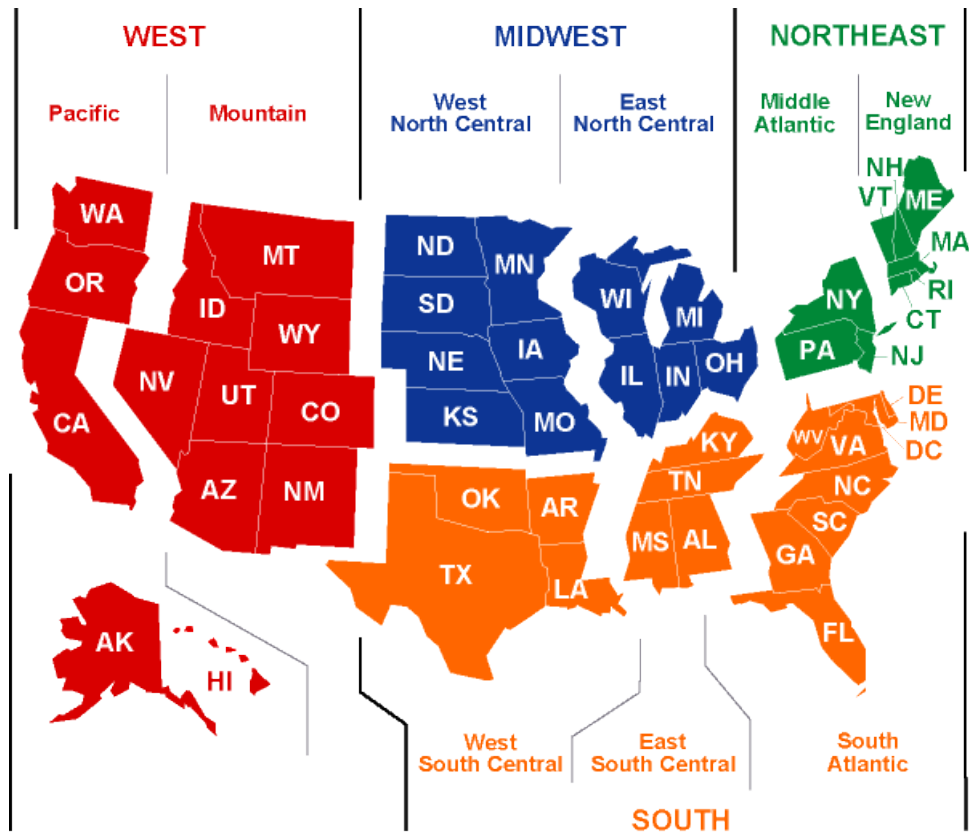 WEST
MIDWEST
NORTHEAST
Pacific
Mountain
West
North Central
East
North Central
Middle
Atlantic
New
England
NH
VT
ME
MA
RI
CT
NJ
NY
PA
WA
OR
CA
MT
ID
WY
NV
UT
CO
AZ
NM
ND
SD
NE
KS
MN
IA
MO
WI
MI
IL
IN
OH
DE
MD
DC
WV
VA
NC
SC
GA
FL
KY
TN
MS
AL
OK
AR
TX
LA
AK
HI
West
South Central
East
South Central
South
Atlantic
SOUTH